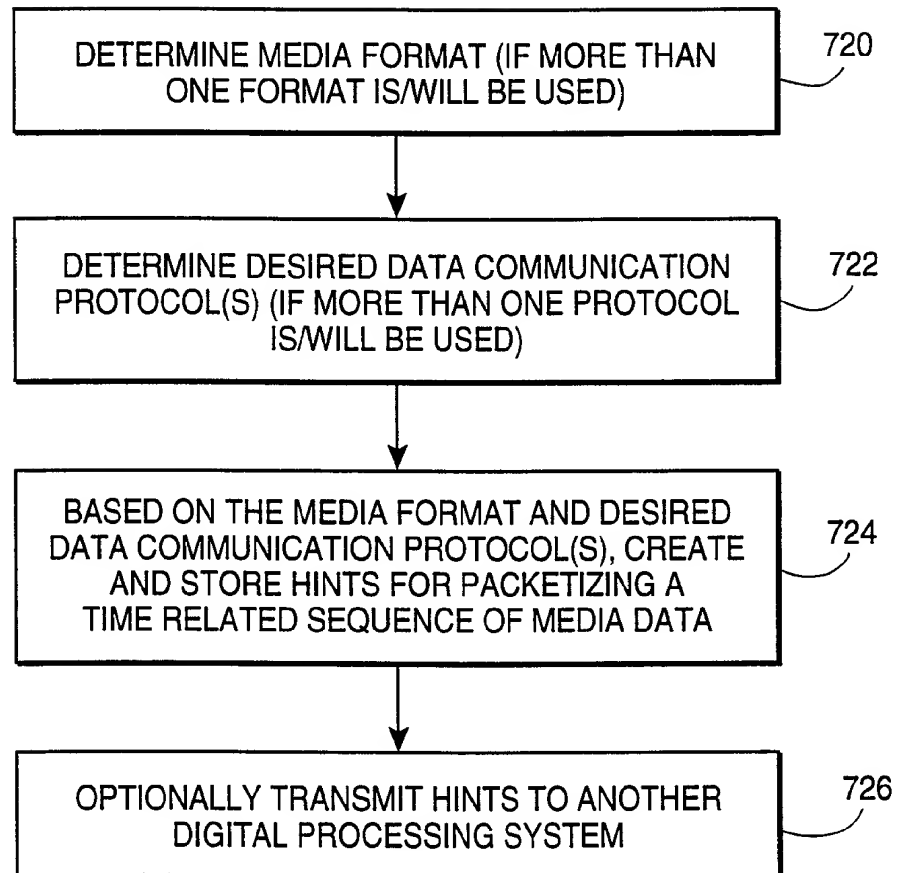 DETERMINE MEDIA FORMAT (IF MORE THAN
ONE FORMAT IS/WILL BE USED)
720
DETERMINE DESIRED DATA COMMUNICATION
PROTOCOL(S) (IF MORE THAN ONE PROTOCOL
IS/WILL BE USED)
722
BASED ON THE MEDIA FORMAT AND DESIRED
DATA COMMUNICATION PROTOCOL(S), CREATE
AND STORE HINTS FOR PACKETIZING A
TIME RELATED SEQUENCE OF MEDIA DATA
724
OPTIONALLY TRANSMIT HINTS TO ANOTHER
DIGITAL PROCESSING SYSTEM
726